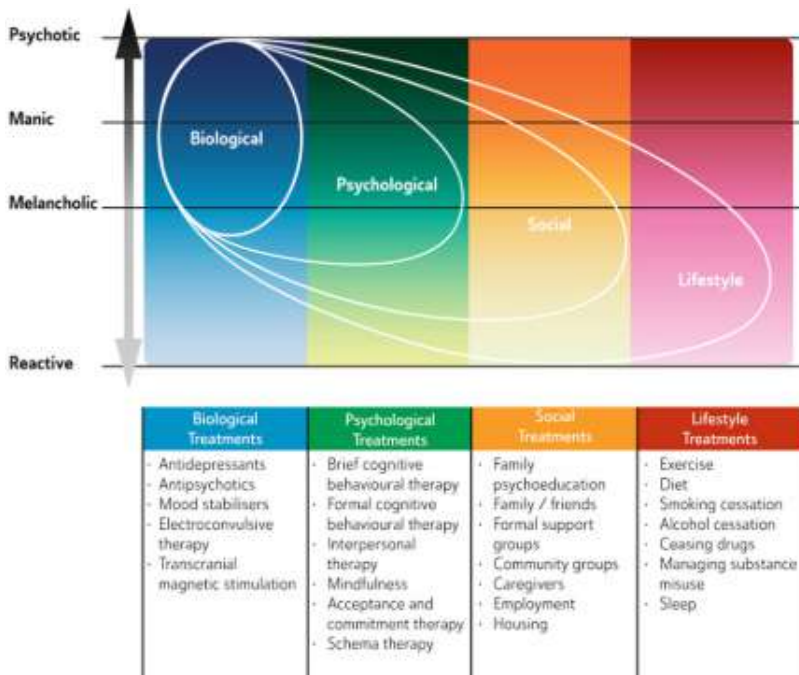 Psychotic
Manic
Melancholic
Reactive
Biological
Psychological
Social
Lifestyle
Biological
Treatments
· Antidepressants
· Antipsychotics
· Mood stabilisers
· Electroconvulsive
therapy
· Transcranial
magnetic stimulation
Psychological
Treatments
· Brief cognitive
behavioural therapy
· Formal cognitive
behavioural therapy
· Interpersonal
therapy
· Mindfulness
· Acceptance and
commitment therapy
· Schema therapy
Social
Treatments
· Family
psychoeducation
· Family / friends
· Formal support
groups
· Community groups
· Caregivers
· Employment
· Housing
Lifestyle
Treatments
· Exercise
· Diet
· Smoking cessation
· Alcohol cessation
· Ceasing drugs
· Managing substance
misuse
· Sleep